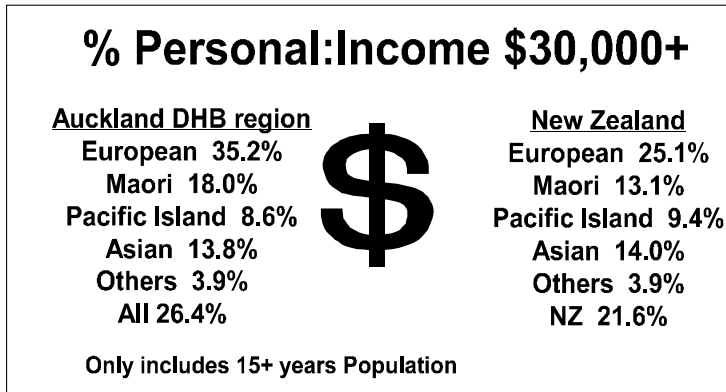 % Personal:Income $30,000+
Auckland DHB region
European 35.2%
Maori 18.0%
Pacific Island 8.6%
Asian 13.8%
Others 3.9%
All 26.4%
$
New Zealand
European 25.1%
Maori 13.1%
Pacific Island 9.4%
Asian 14.0%
Others 3.9%
NZ 21.6%
Only includes 15+ years Population